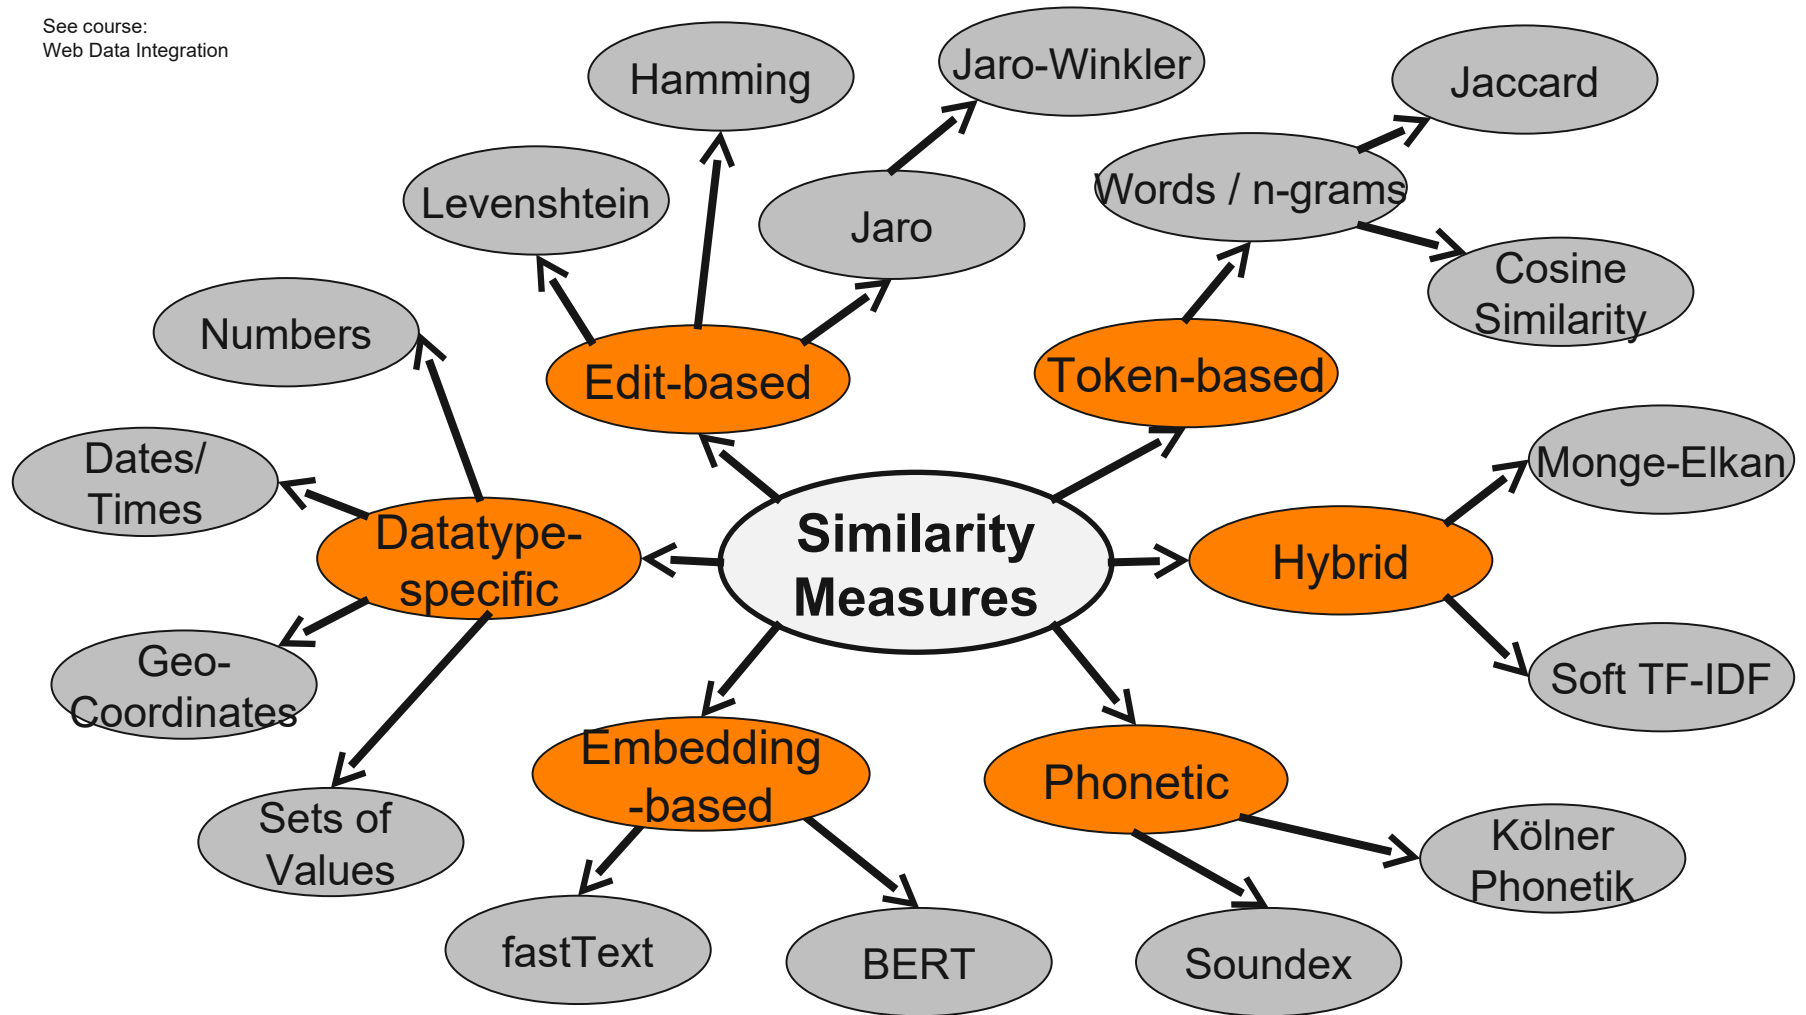 See course:
Web Data Integration
Hamming
Jaro-Winkler
Jaccard
Levenshtein
Jaro
Words / n-grams
Cosine
Similarity
Numbers
Edit-based
Token-based
Dates/
Times
Monge-Elkan
Datatype-
specific
Similarity
Measures
Hybrid
Geo-
Coordinates
Soft TF-IDF
Embedding
-based
Phonetic
Sets of
Values
Kölner
Phonetik
fastText
BERT
Soundex